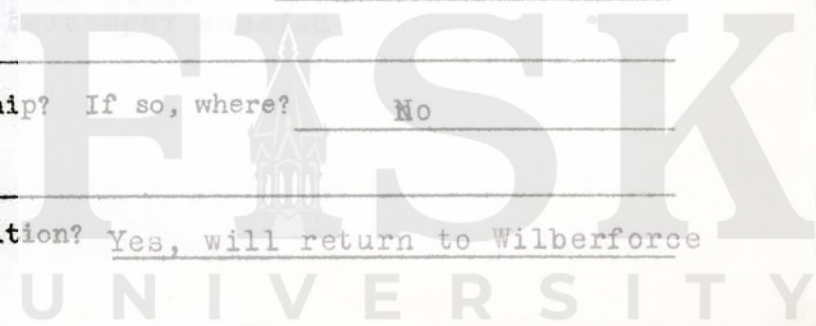 ip? If so, where? No
tion? Yes, will return to Wilberforce
FISK
UNIVERSITY